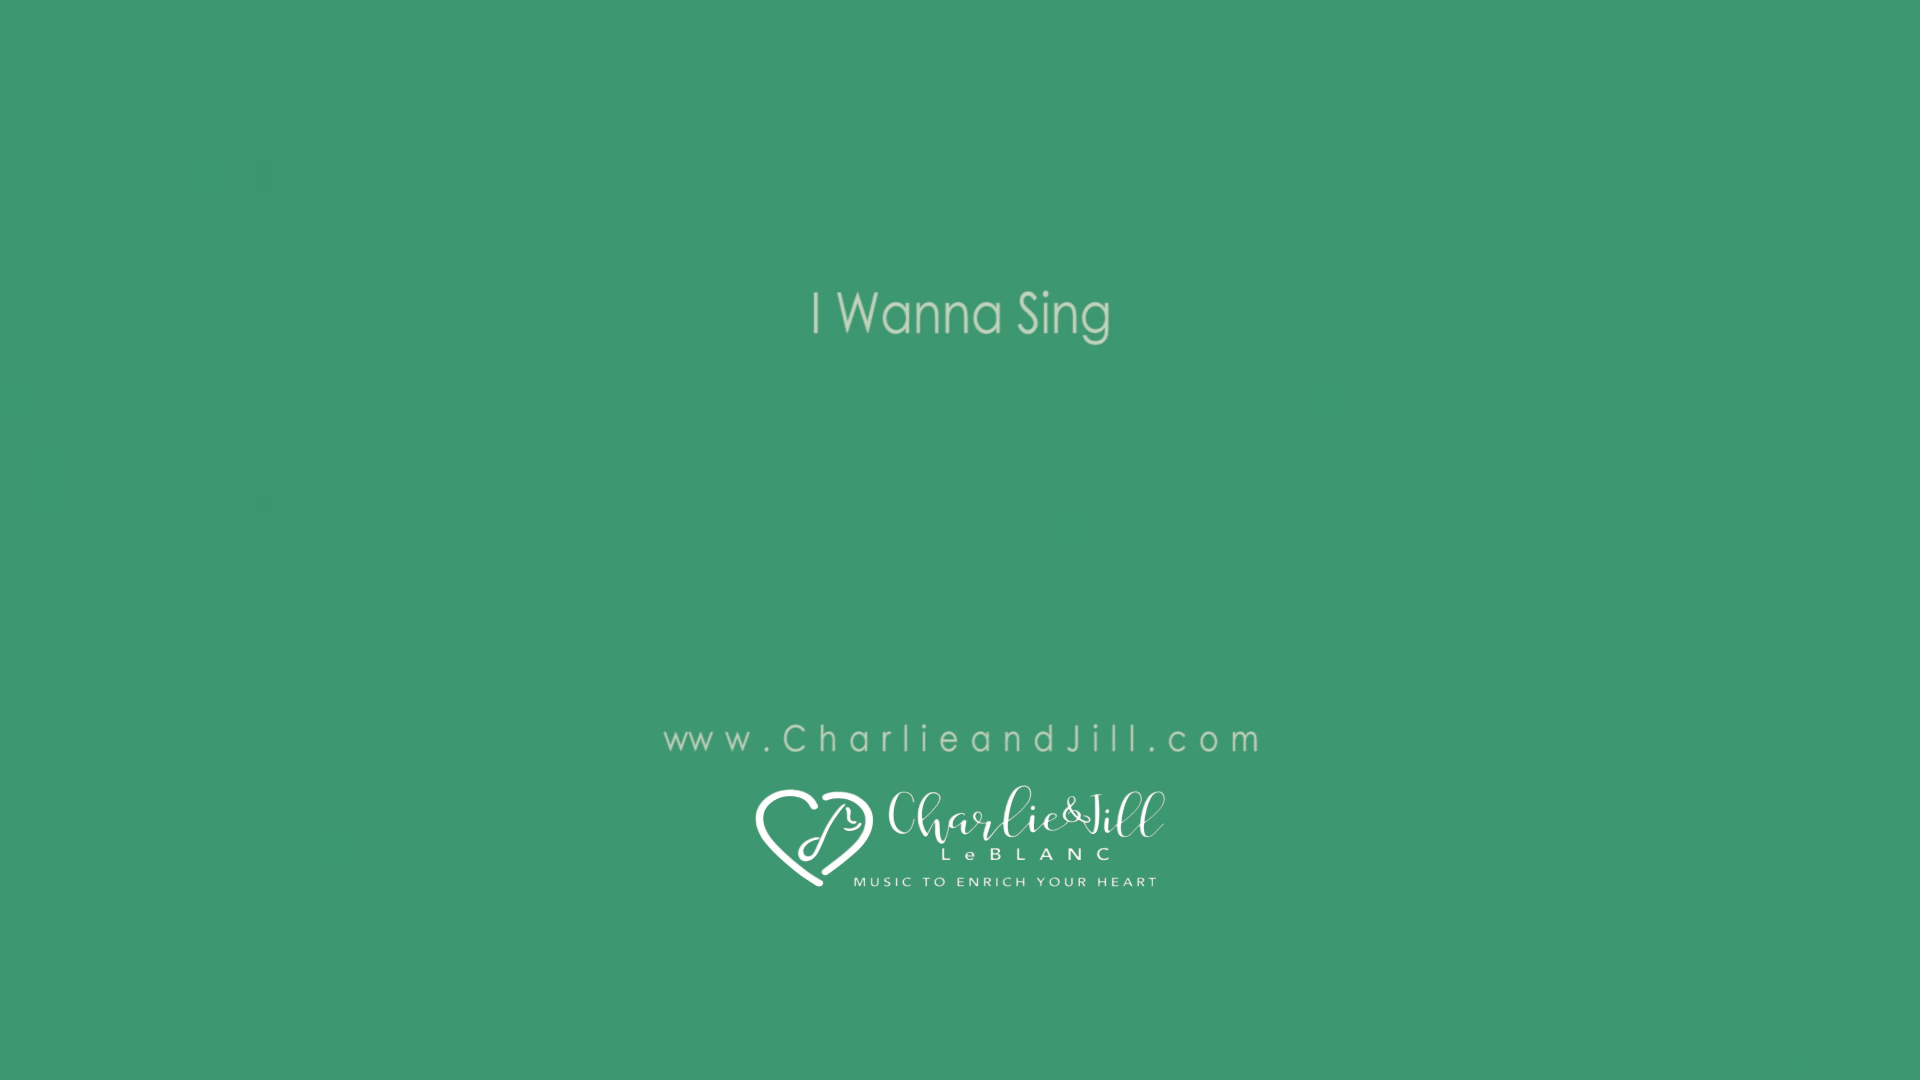 I Wanna Sing
www.CharlieandJill.com
Charlie & Jill
LeBLANC
MUSIC TO ENRICH YOUR HEART